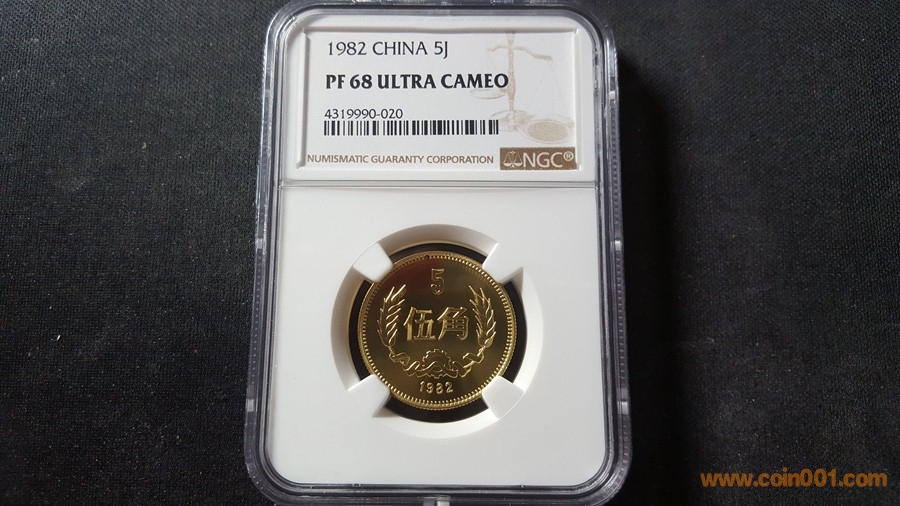 1982 CHINA 5J
PF 68 ULTRA CAMEO
4319990-020
NUMISMATIC GUARANTY CORPORATION NGC®
5
伍角
1982
www.coin001.com